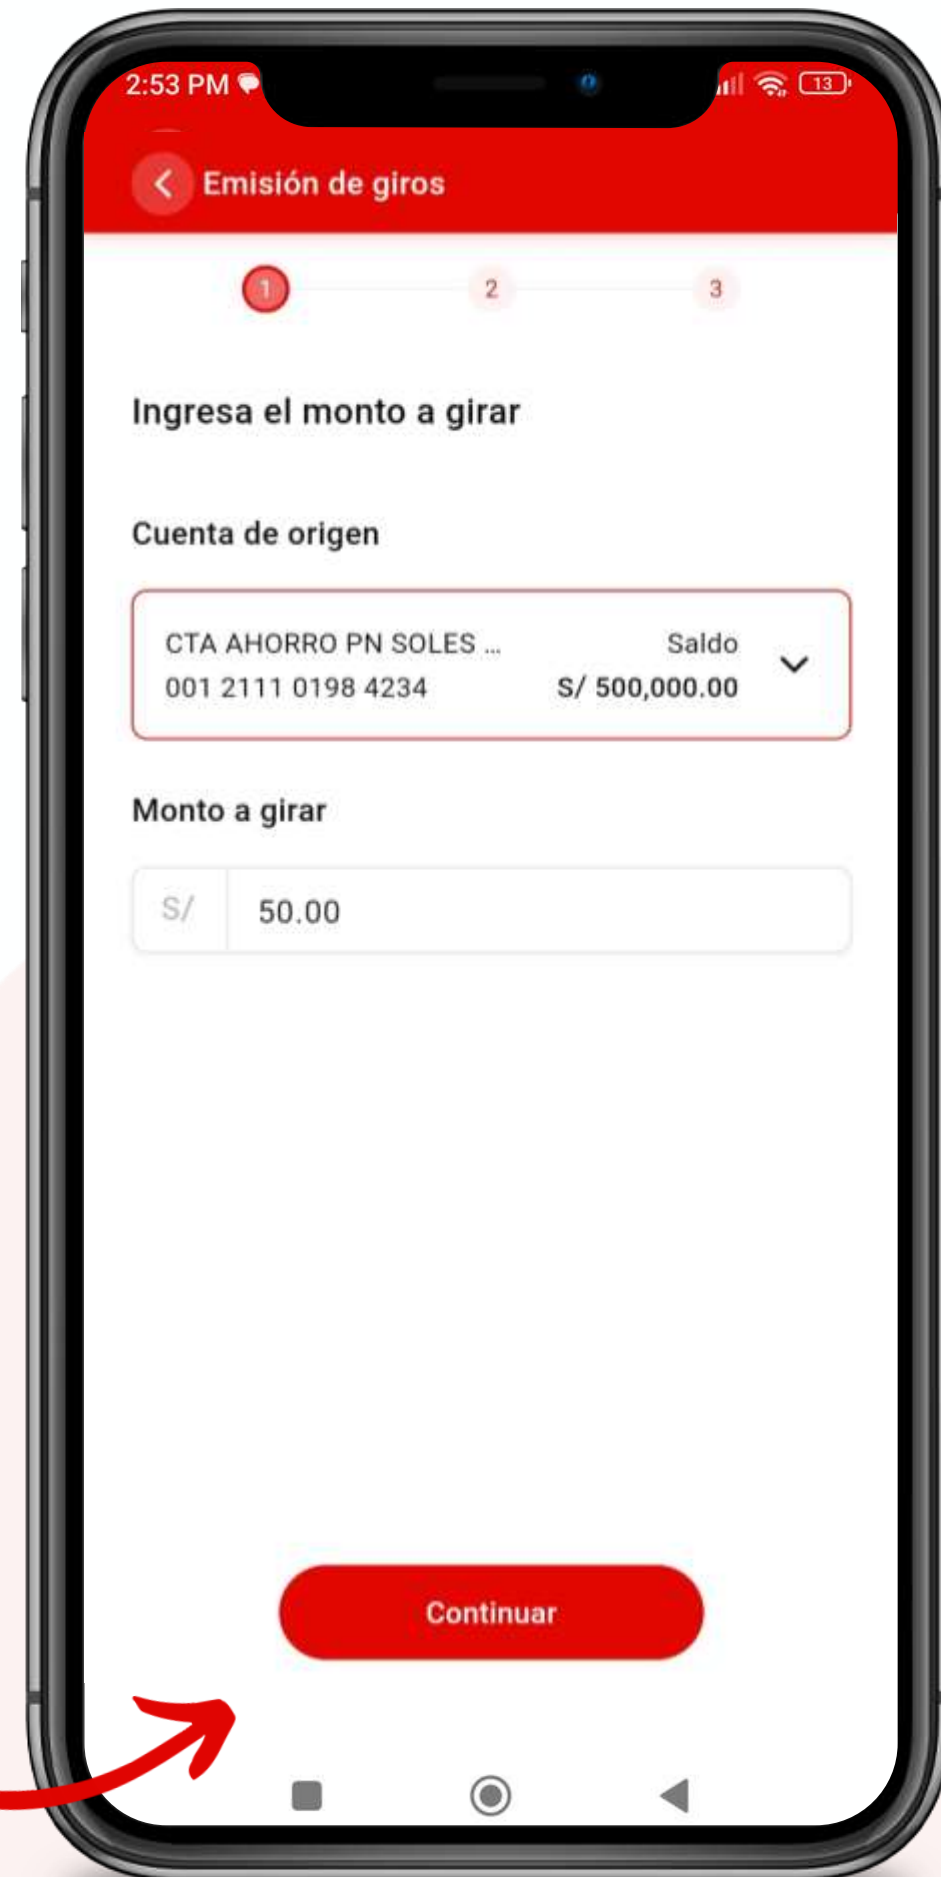 2:53 PM
13
Emisión de giros
1 2 3
Ingresa el monto a girar
Cuenta de origen
CTA AHORRO PN SOLES ... Saldo
001 2111 0198 4234 S/ 500,000.00
Monto a girar
S/ 50.00
Continuar